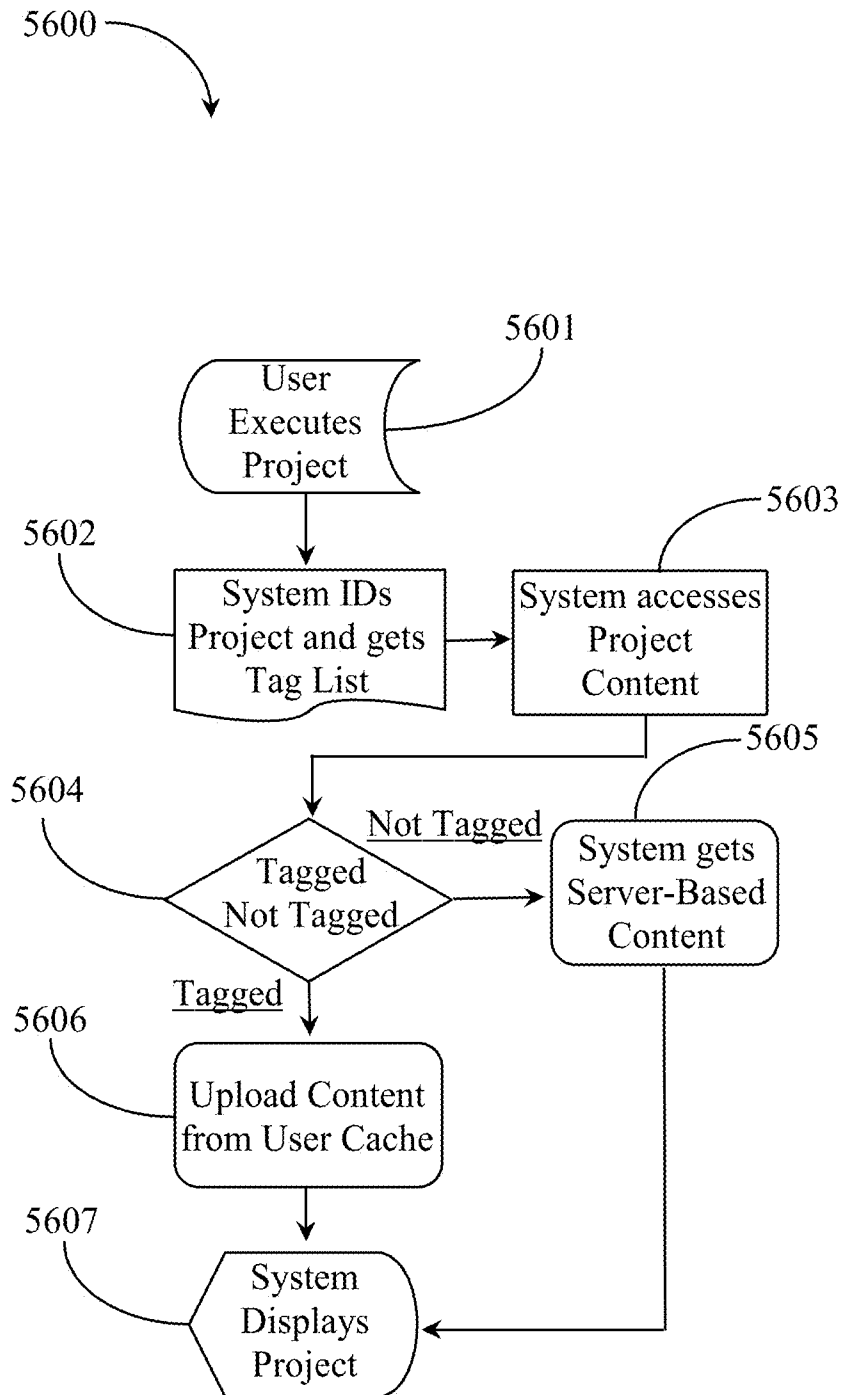 5600
5601
User
Executes
Project
5602
5603
System IDs
Project and gets
Tag List
System accesses
Project
Content
5604
5605
Not Tagged
Tagged
Not Tagged
System gets
Server-Based
Content
Tagged
5606
Upload Content
from User Cache
5607
System
Displays
Project